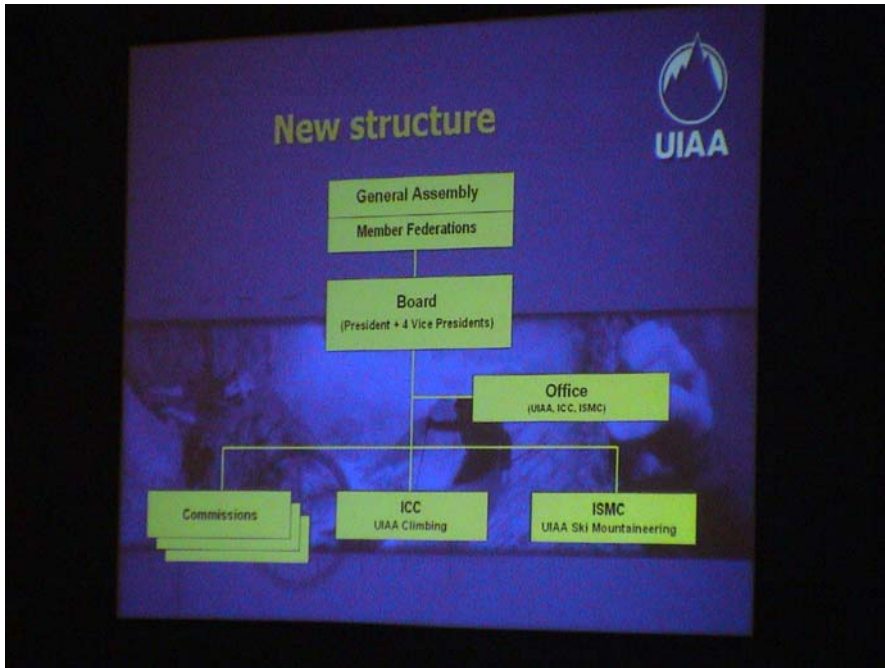 New structure
UIAA
General Assembly
Member Federations
Board
(President + 4 Vice Presidents)
Office
(UIAA, ICC, ISMC)
Commissions
ICC
UIAA Climbing
ISMC
UIAA Ski Mountaineering